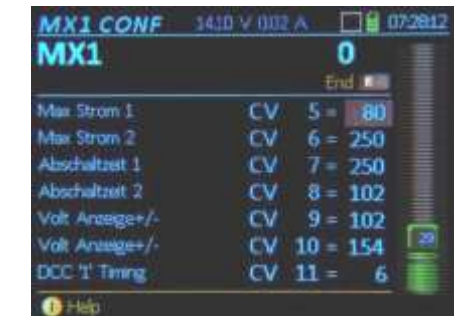 MX1 CONF 14.10 V 0.02 A 07:28:12
MX1 0
End
Max Strom 1 CV 5 = 80
Max Strom 2 CV 6 = 250
Abschaltzeit 1 CV 7 = 250
Abschaltzeit 2 CV 8 = 102
Volt Anzeige+/- CV 9 = 102
Volt Anzeige+/- CV 10 = 154
29
DCC '1' Timing CV 11 = 6
Help